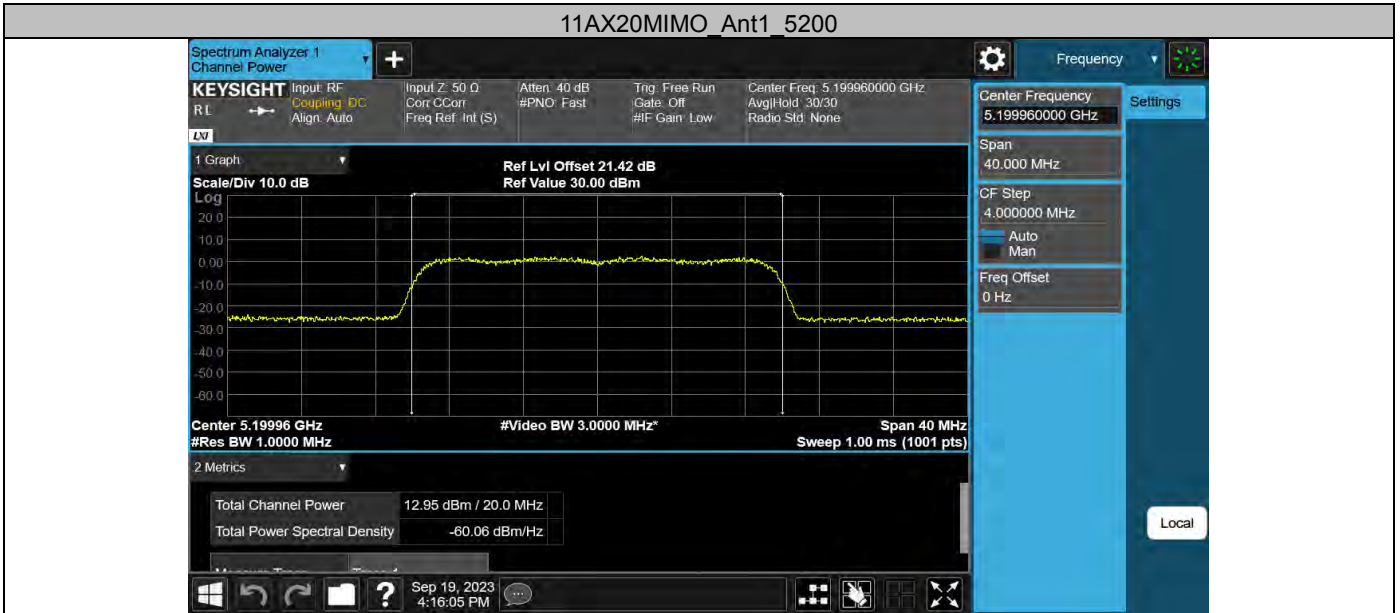 11AX20MIMO_Ant1_5200
Spectrum Analyzer 1
Channel Power
Frequency
KEYSIGHT
RL
LXI
Input: RF
Coupling: DC
Align: Auto
Input Z: 50 Ω
Corr CCorr
Freq Ref: Int (S)
Atten: 40 dB
#PNO: Fast
Trig: Free Run
Gate: Off
#IF Gain: Low
Center Freq: 5.199960000 GHz
Avg|Hold: 30/30
Radio Std: None
Center Frequency
5.199960000 GHz
Settings
Span
40.000 MHz
CF Step
4.000000 MHz
Auto
Man
Freq Offset
0 Hz
Local
1 Graph
Scale/Div 10.0 dB
Ref Lvl Offset 21.42 dB
Ref Value 30.00 dBm
Log
20.0
10.0
0.00
-10.0
-20.0
-30.0
-40.0
-50.0
-60.0
Center 5.19996 GHz
#Video BW 3.0000 MHz*
Span 40 MHz
#Res BW 1.0000 MHz
Sweep 1.00 ms (1001 pts)
2 Metrics
Total Channel Power 12.95 dBm / 20.0 MHz
Total Power Spectral Density -60.06 dBm/Hz
?
Sep 19, 2023
4:16:05 PM